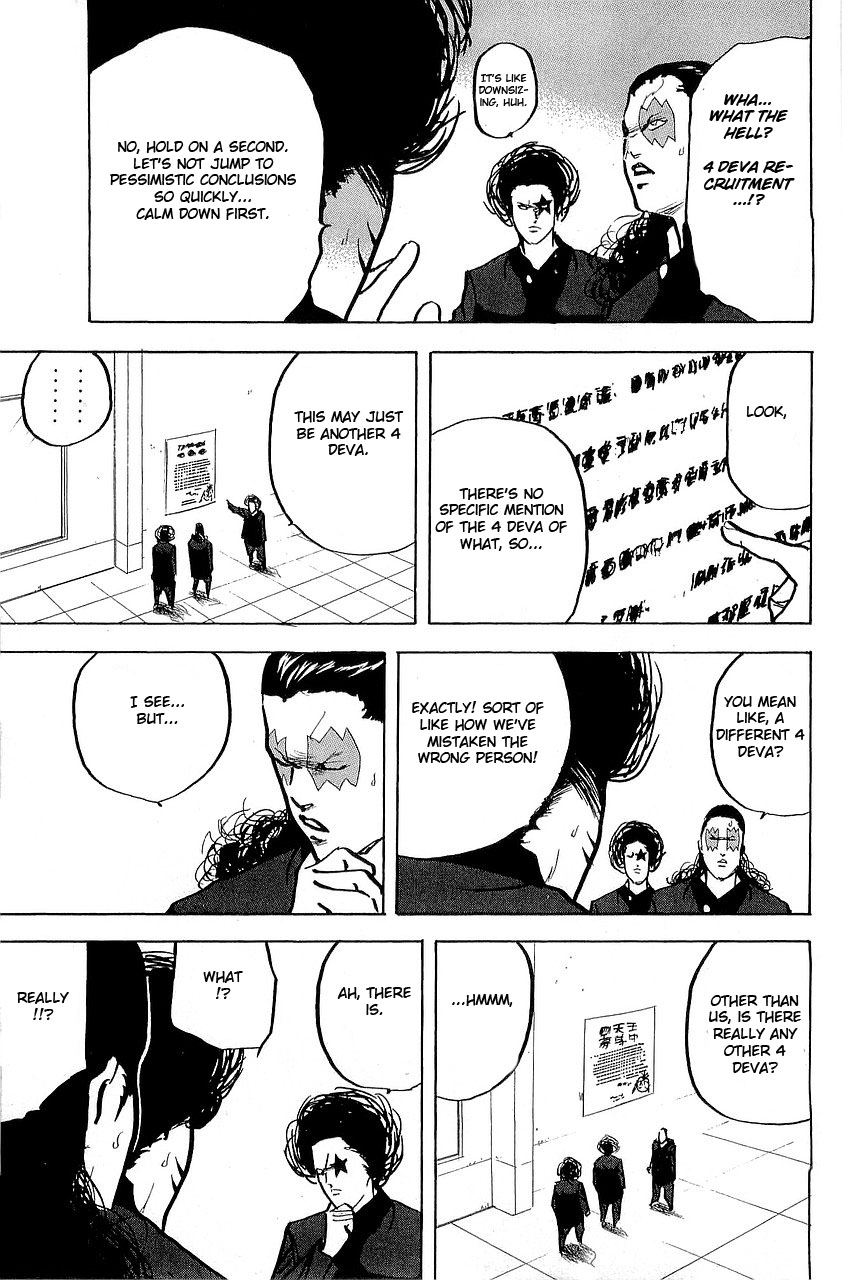 WHA...
WHAT THE
HELL?
4 DEVA RE-
CRUITMENT
...!?
IT'S LIKE
DOWNSIZ-
ING, HUH.
NO, HOLD ON A SECOND.
LET'S NOT JUMP TO
PESSIMISTIC CONCLUSIONS
SO QUICKLY...
CALM DOWN FIRST.
LOOK,
THERE'S NO
SPECIFIC MENTION
OF THE 4 DEVA OF
WHAT, SO...
THIS MAY JUST
BE ANOTHER 4
DEVA.
......
......
YOU MEAN
LIKE, A
DIFFERENT 4
DEVA?
EXACTLY! SORT OF
LIKE HOW WE'VE
MISTAKEN THE
WRONG PERSON!
I SEE...
BUT...
OTHER THAN
US, IS THERE
REALLY ANY
OTHER 4
DEVA?
...HMMM,
AH, THERE
IS.
WHAT
!?
REALLY
!!?